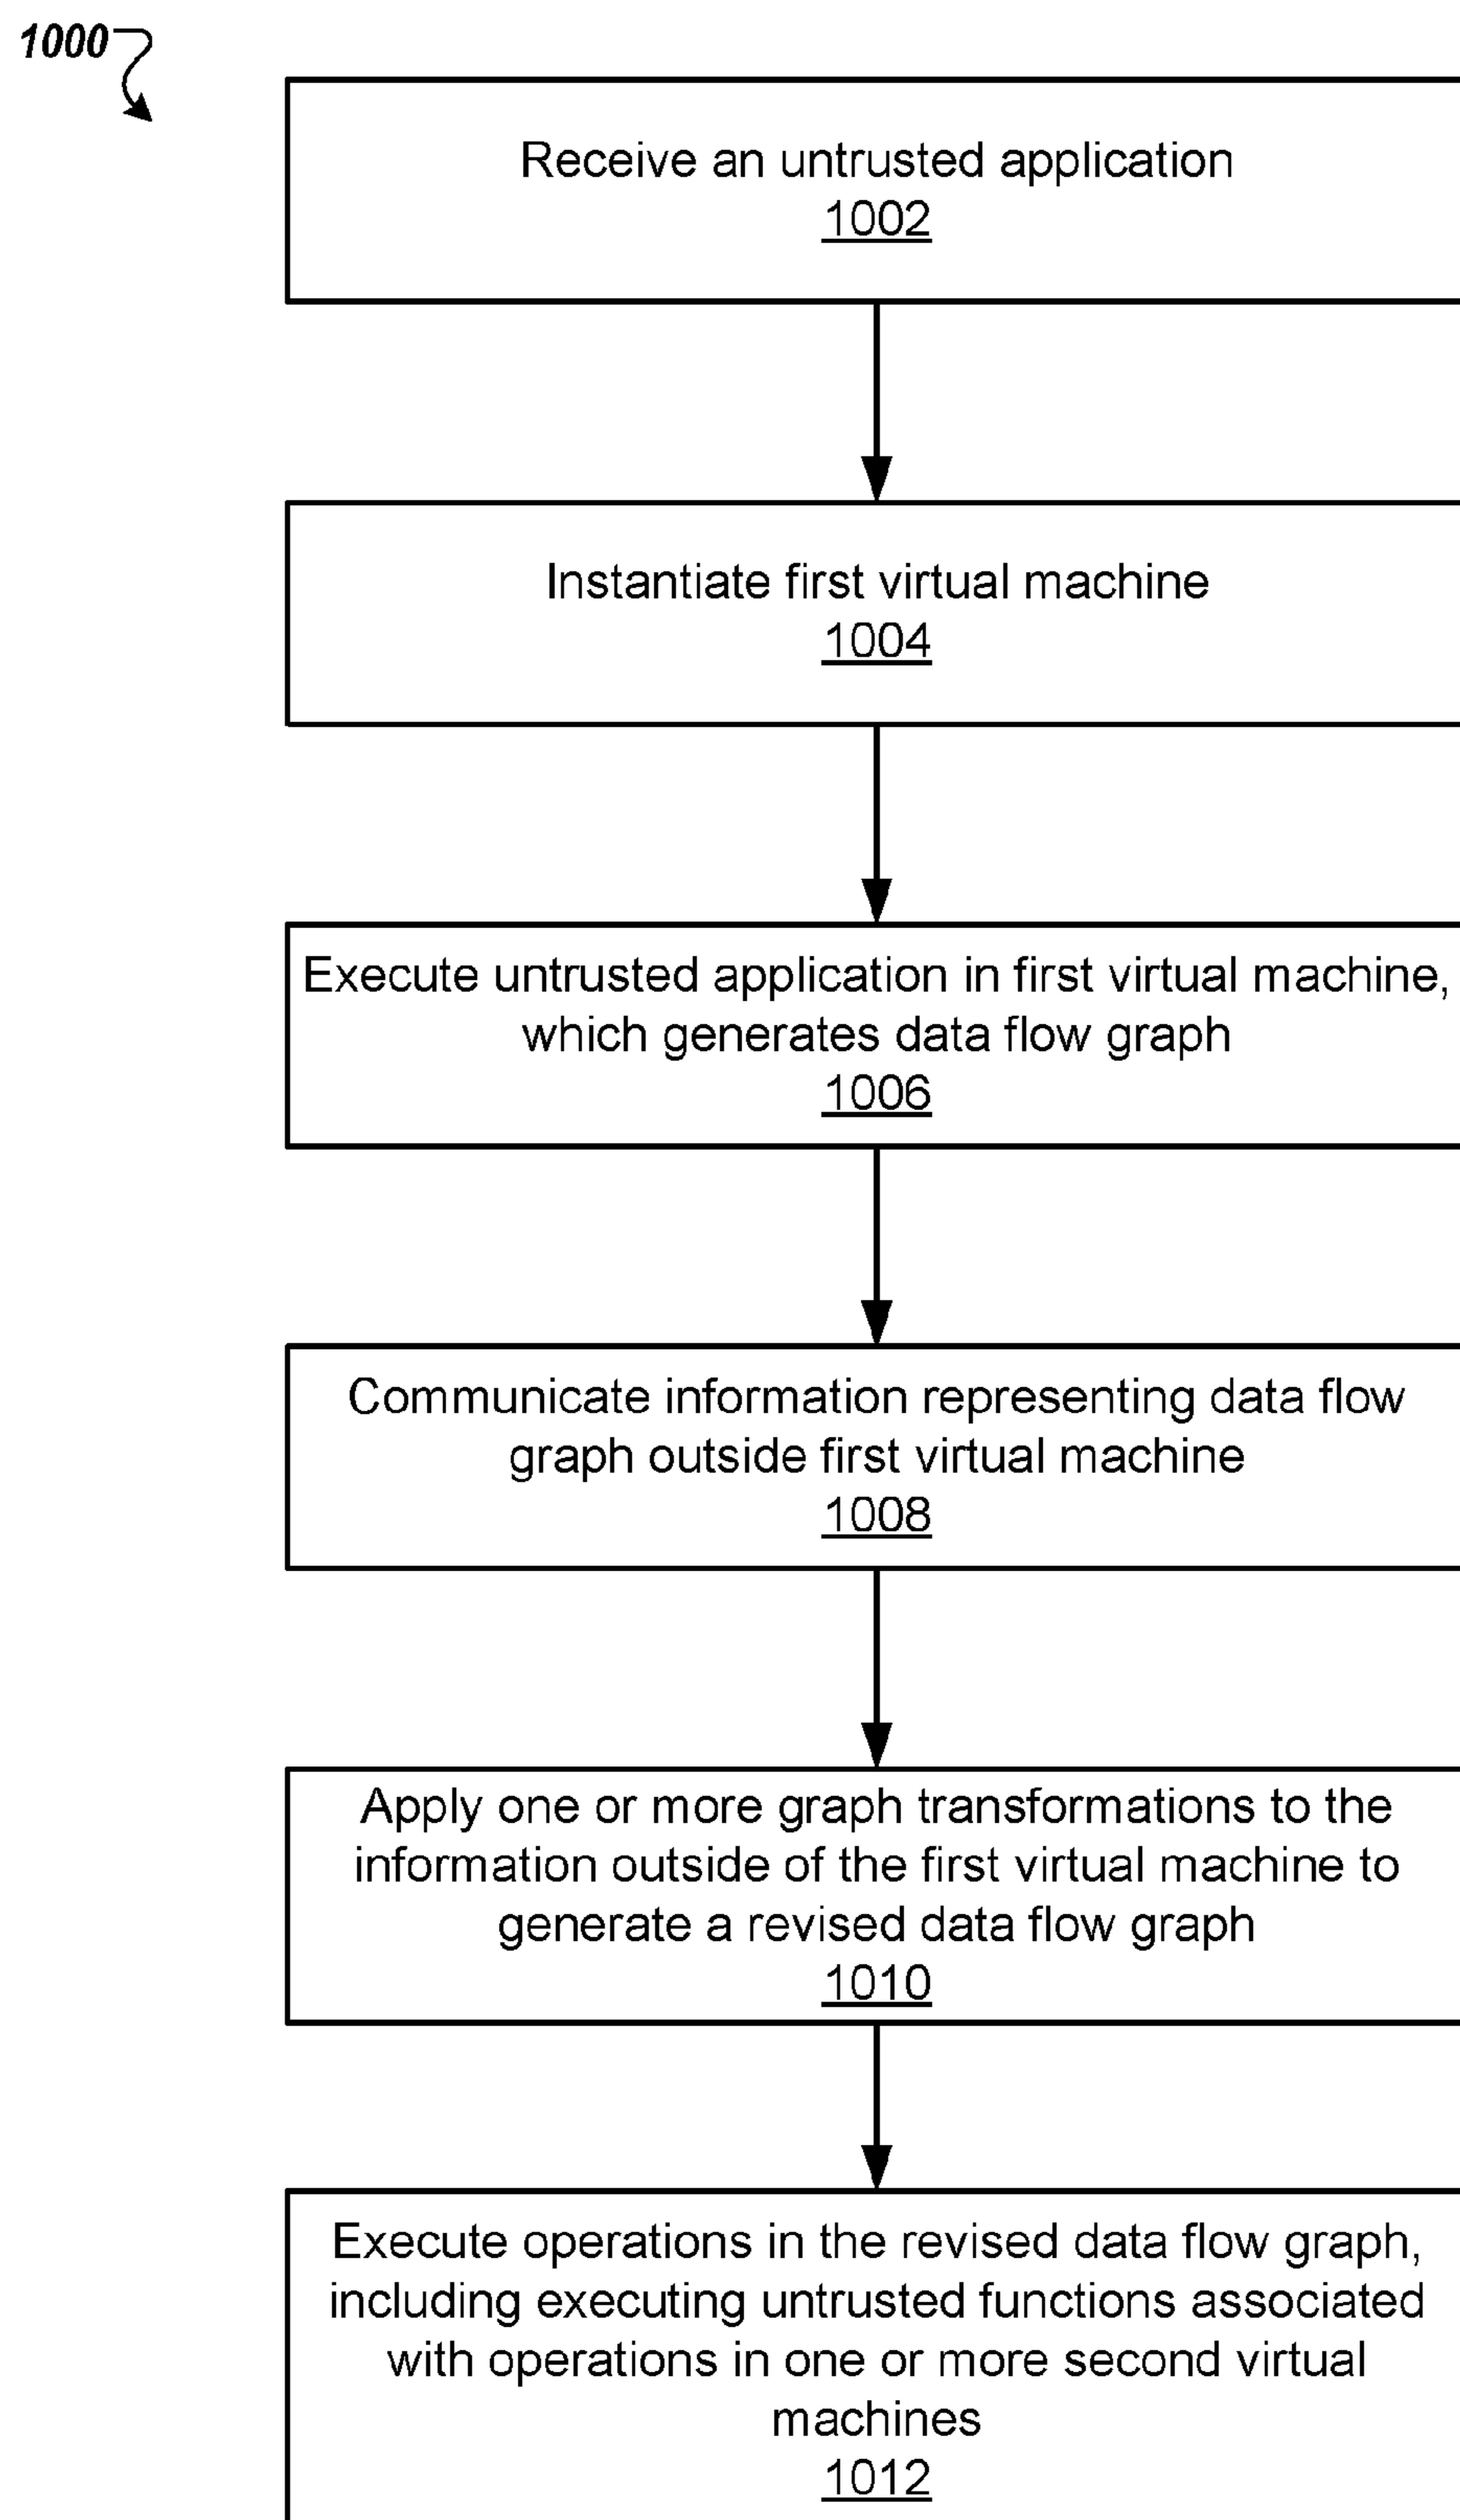 1000
Receive an untrusted application
1002
Instantiate first virtual machine
1004
Execute untrusted application in first virtual machine,
which generates data flow graph
1006
Communicate information representing data flow
graph outside first virtual machine
1008
Apply one or more graph transformations to the
information outside of the first virtual machine to
generate a revised data flow graph
1010
Execute operations in the revised data flow graph,
including executing untrusted functions associated
with operations in one or more second virtual
machines
1012